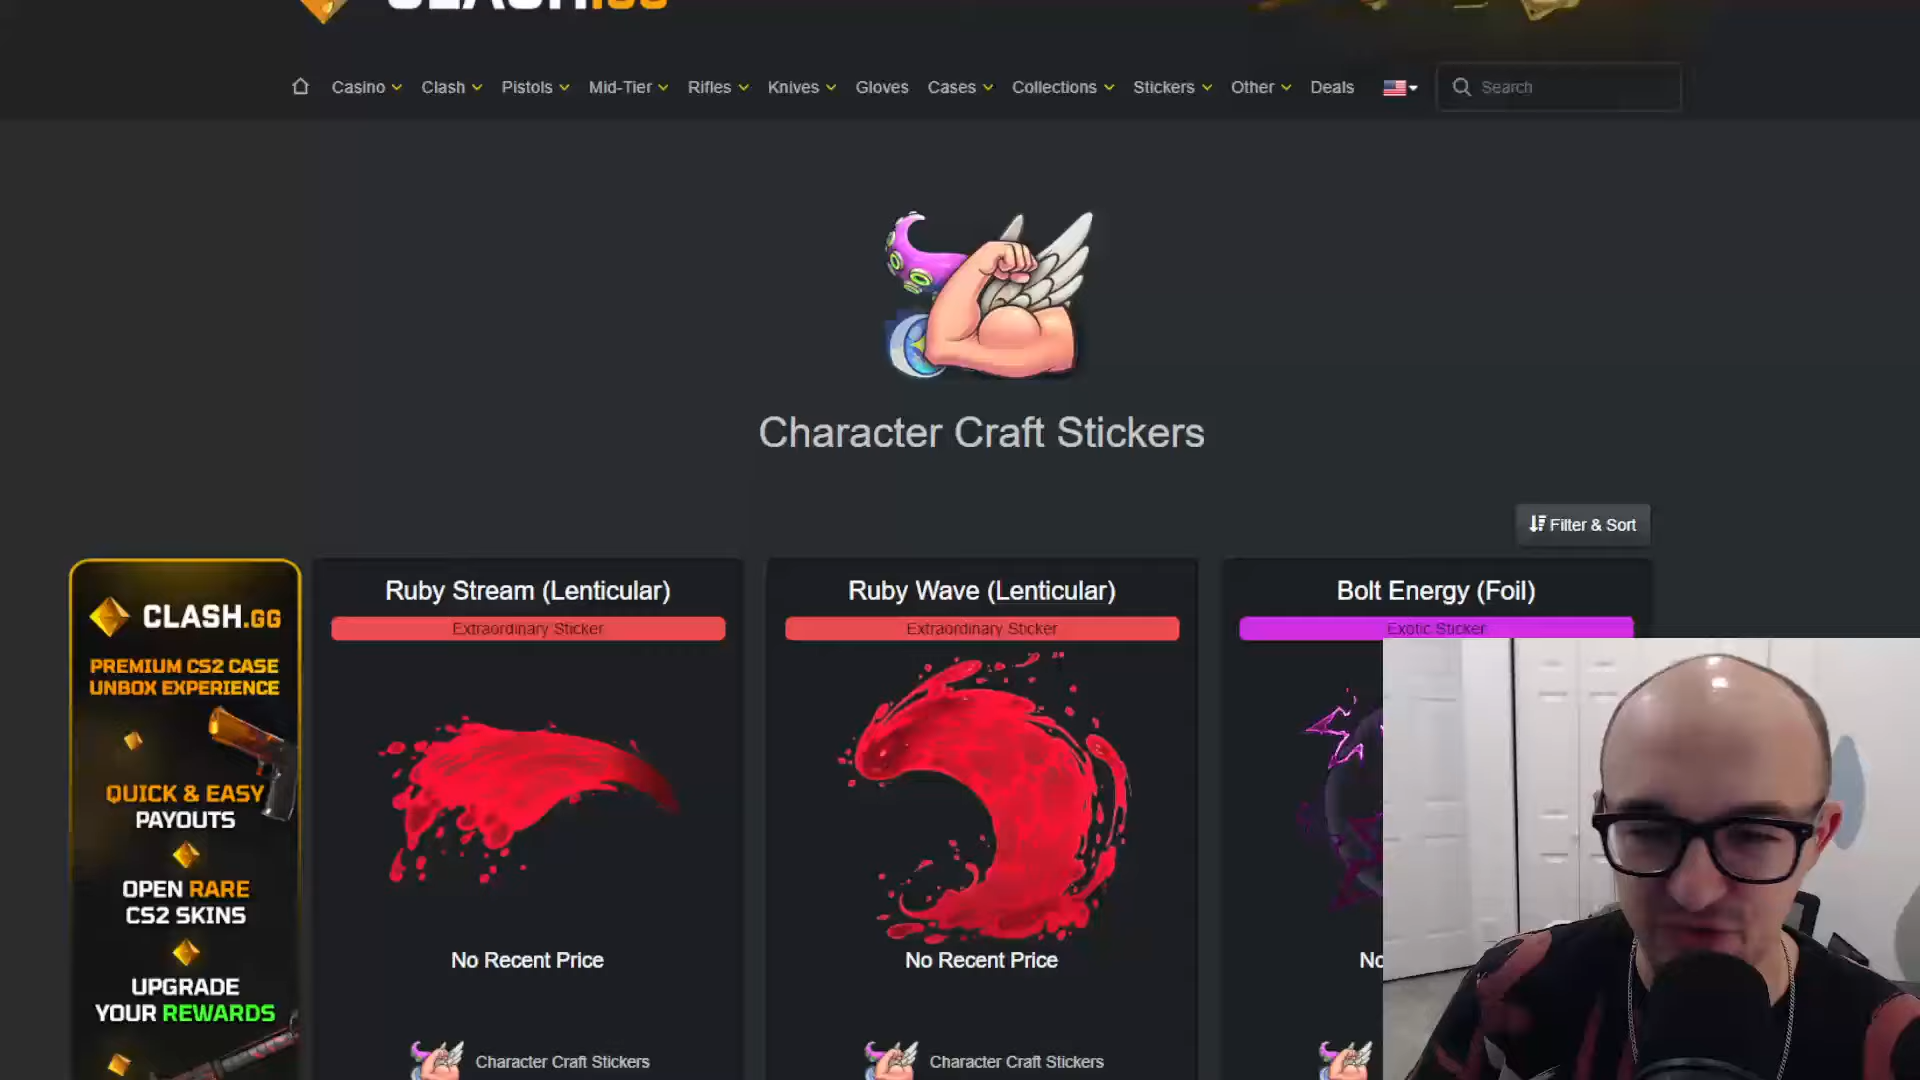 Casino Clash Pistols Mid-Tier Rifles Knives Gloves Cases Collections Stickers Other Deals Search
Character Craft Stickers
Filter & Sort
CLASH.GG
PREMIUM CS2 CASE
UNBOX EXPERIENCE
QUICK & EASY
PAYOUTS
OPEN RARE
CS2 SKINS
UPGRADE
YOUR REWARDS
Ruby Stream (Lenticular)
Extraordinary Sticker
No Recent Price
Character Craft Stickers
Ruby Wave (Lenticular)
Extraordinary Sticker
No Recent Price
Character Craft Stickers
Bolt Energy (Foil)
Exotic Sticker